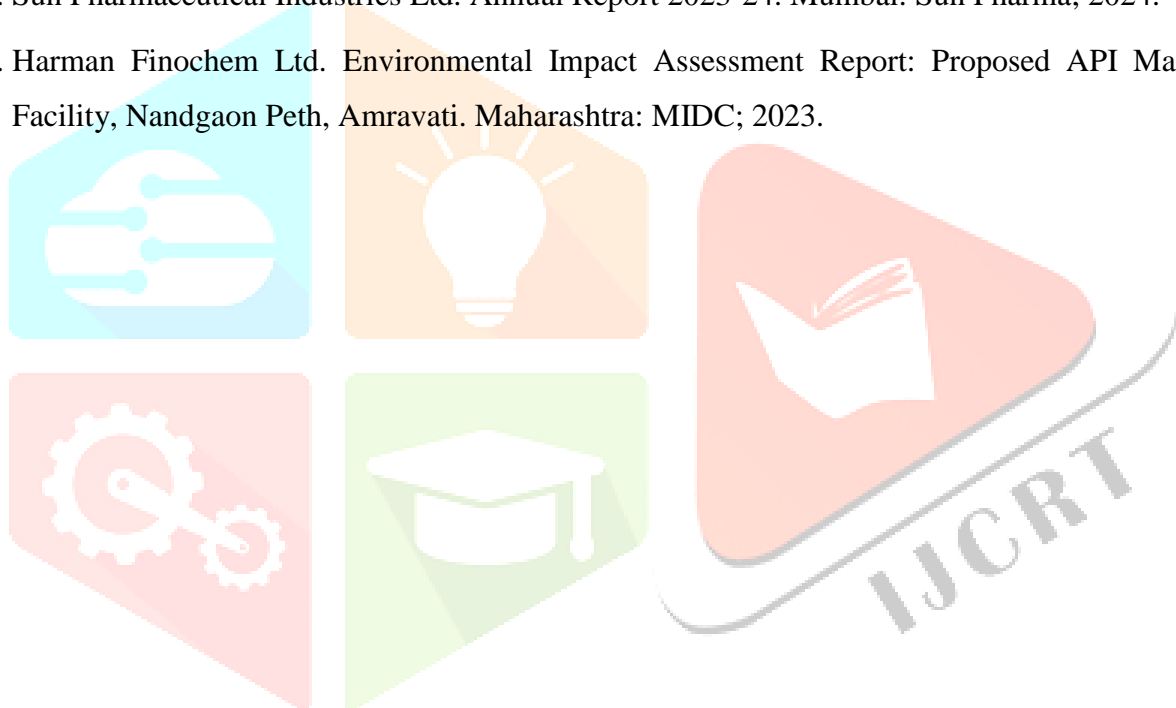 . Sun Pharmaceutical Industries Ltd. Annual Report 2023-24. Mumbai: Sun Pharma; 2024.
. Harman Finochem Ltd. Environmental Impact Assessment Report: Proposed API Ma
Facility, Nandgaon Peth, Amravati. Maharashtra: MIDC; 2023.
IJCRT